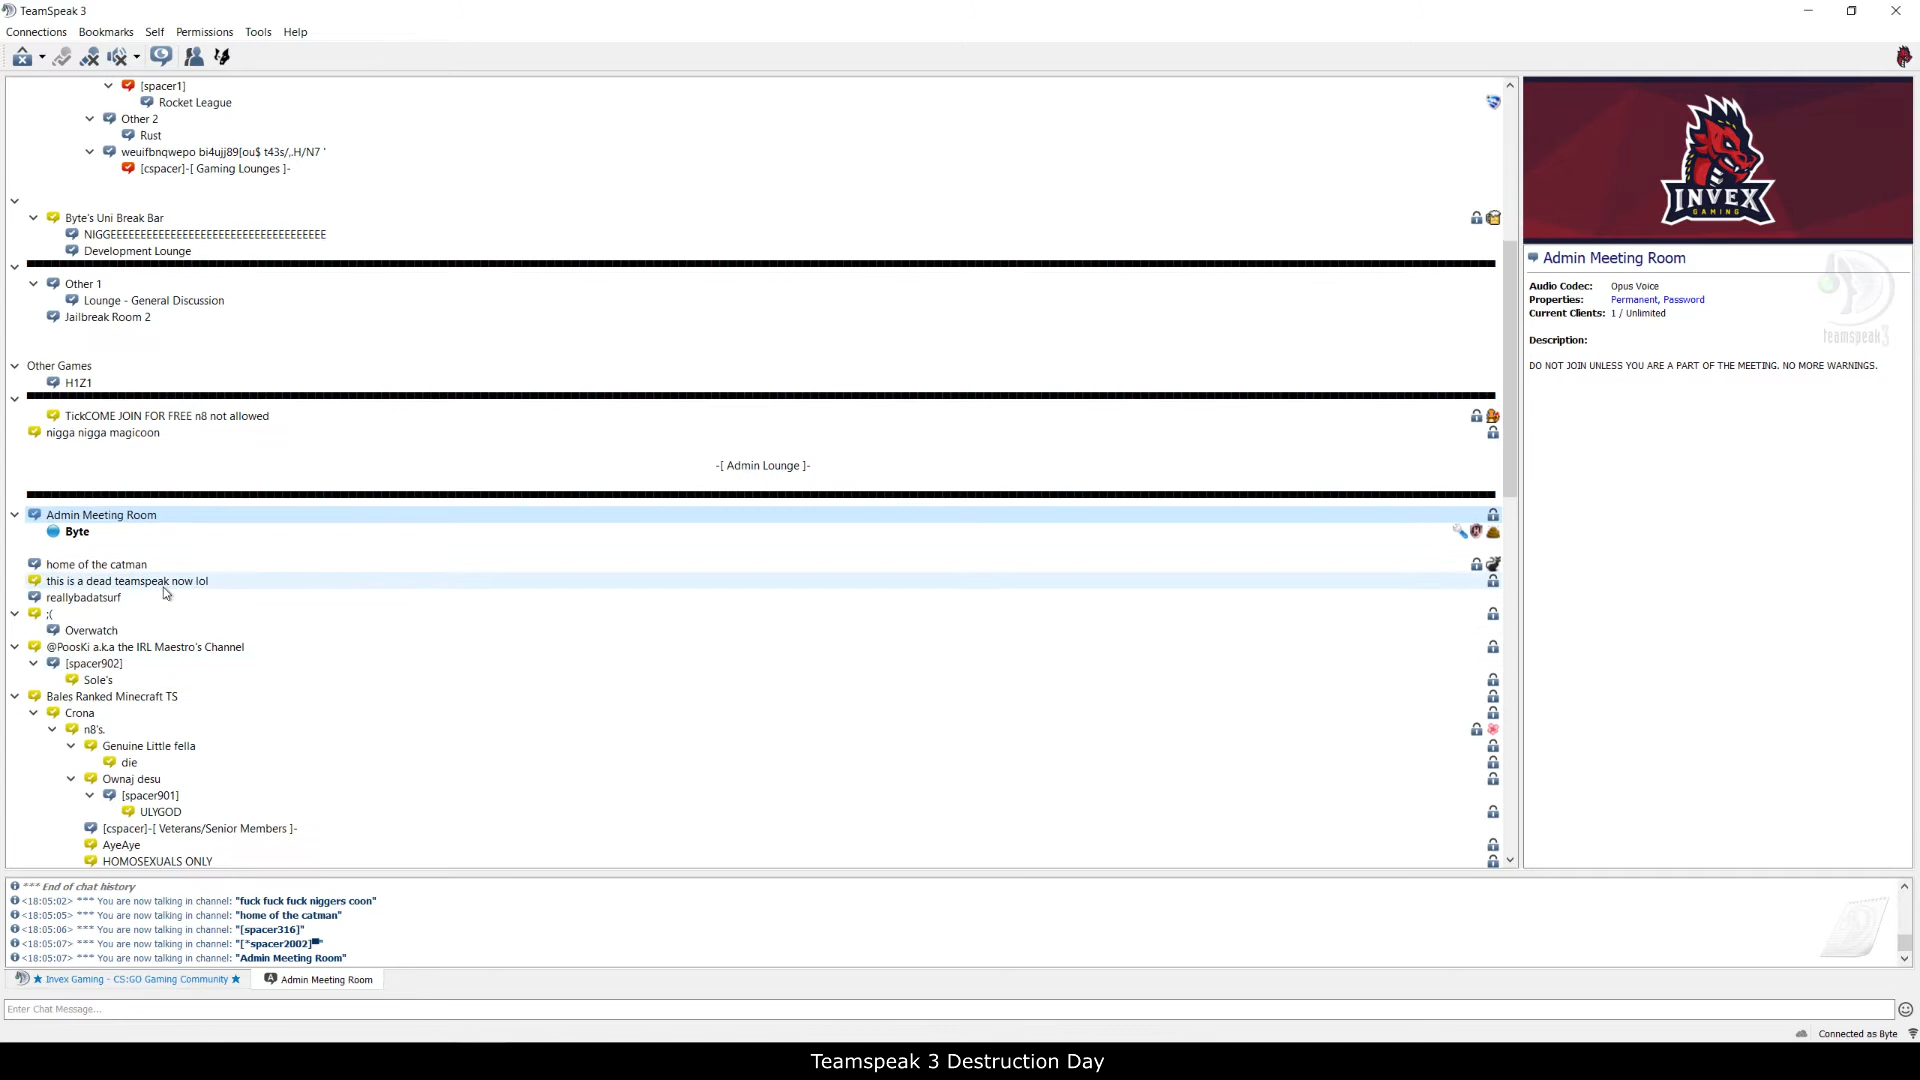 TeamSpeak 3
Connections Bookmarks Self Permissions Tools Help
[spacer1]
Rocket League
Other 2
Rust
weuifbnqwepo bi4ujj89[ou$ t43s/,.H/N7 '
[cspacer]-[ Gaming Lounges ]-
Byte's Uni Break Bar
NIGGEEEEEEEEEEEEEEEEEEEEEEEEEEEEEEEEEEEE
Development Lounge
Other 1
Lounge - General Discussion
Jailbreak Room 2
Other Games
H1Z1
TickCOME JOIN FOR FREE n8 not allowed
nigga nigga magicoon
-[ Admin Lounge ]-
Admin Meeting Room
Byte
home of the catman
this is a dead teamspeak now lol
reallybadatsurf
;(
Overwatch
@PoosKi a.k.a the IRL Maestro's Channel
[spacer902]
Sole's
Bales Ranked Minecraft TS
Crona
n8's.
Genuine Little fella
die
Ownaj desu
[spacer901]
ULYGOD
[cspacer]-[ Veterans/Senior Members ]-
AyeAye
HOMOSEXUALS ONLY
INVEX
GAMING
Admin Meeting Room
Audio Codec: Opus Voice
Properties: Permanent, Password
Current Clients: 1 / Unlimited
teamspeak3
Description:
DO NOT JOIN UNLESS YOU ARE A PART OF THE MEETING. NO MORE WARNINGS.
*** End of chat history
<18:05:02> *** You are now talking in channel: "fuck fuck fuck niggers coon"
<18:05:05> *** You are now talking in channel: "home of the catman"
<18:05:06> *** You are now talking in channel: "[spacer316]"
<18:05:07> *** You are now talking in channel: "[*spacer2002]▀"
<18:05:07> *** You are now talking in channel: "Admin Meeting Room"
★ Invex Gaming - CS:GO Gaming Community ★ Admin Meeting Room
Enter Chat Message...
Connected as Byte
Teamspeak 3 Destruction Day